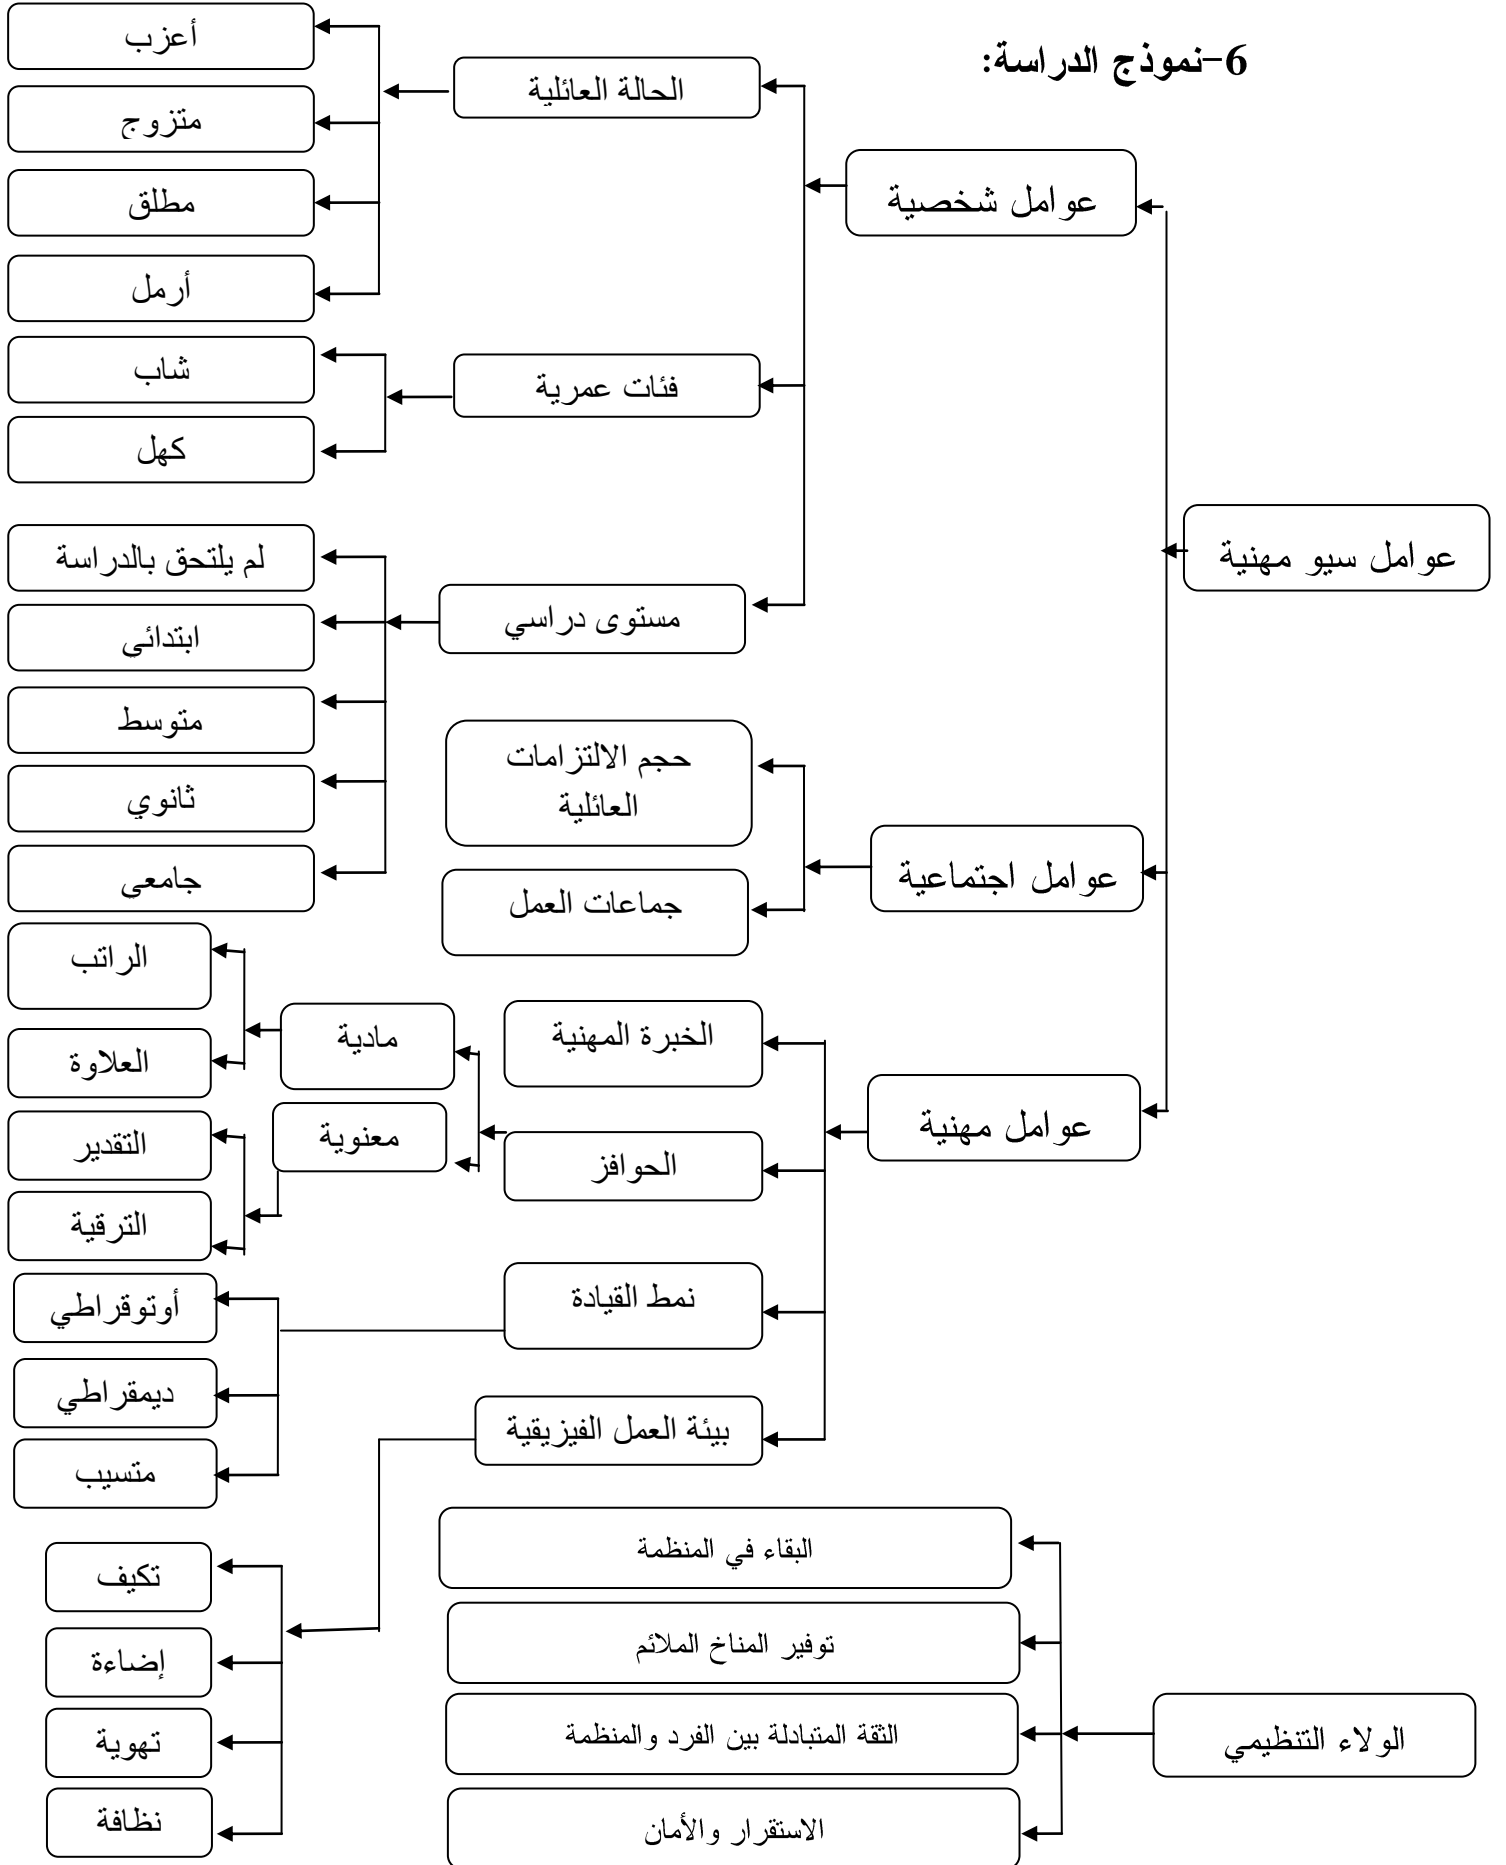 6-نموذج الدراسة:
عوامل سيو مهنية
عوامل شخصية
الحالة العائلية
أعزب
متزوج
مطلق
أرمل
فئات عمرية
شاب
كهل
مستوى دراسي
لم يلتحق بالدراسة
ابتدائي
متوسط
ثانوي
جامعي
عوامل اجتماعية
حجم الالتزامات
العائلية
جماعات العمل
عوامل مهنية
الخبرة المهنية
الحوافز
مادية
الراتب
العلاوة
معنوية
التقدير
الترقية
نمط القيادة
أوتوقراطي
ديمقراطي
متسيب
بيئة العمل الفيزيقية
تكيف
إضاءة
تهوية
نظافة
الولاء التنظيمي
البقاء في المنظمة
توفير المناخ الملائم
الثقة المتبادلة بين الفرد والمنظمة
الاستقرار والأمان